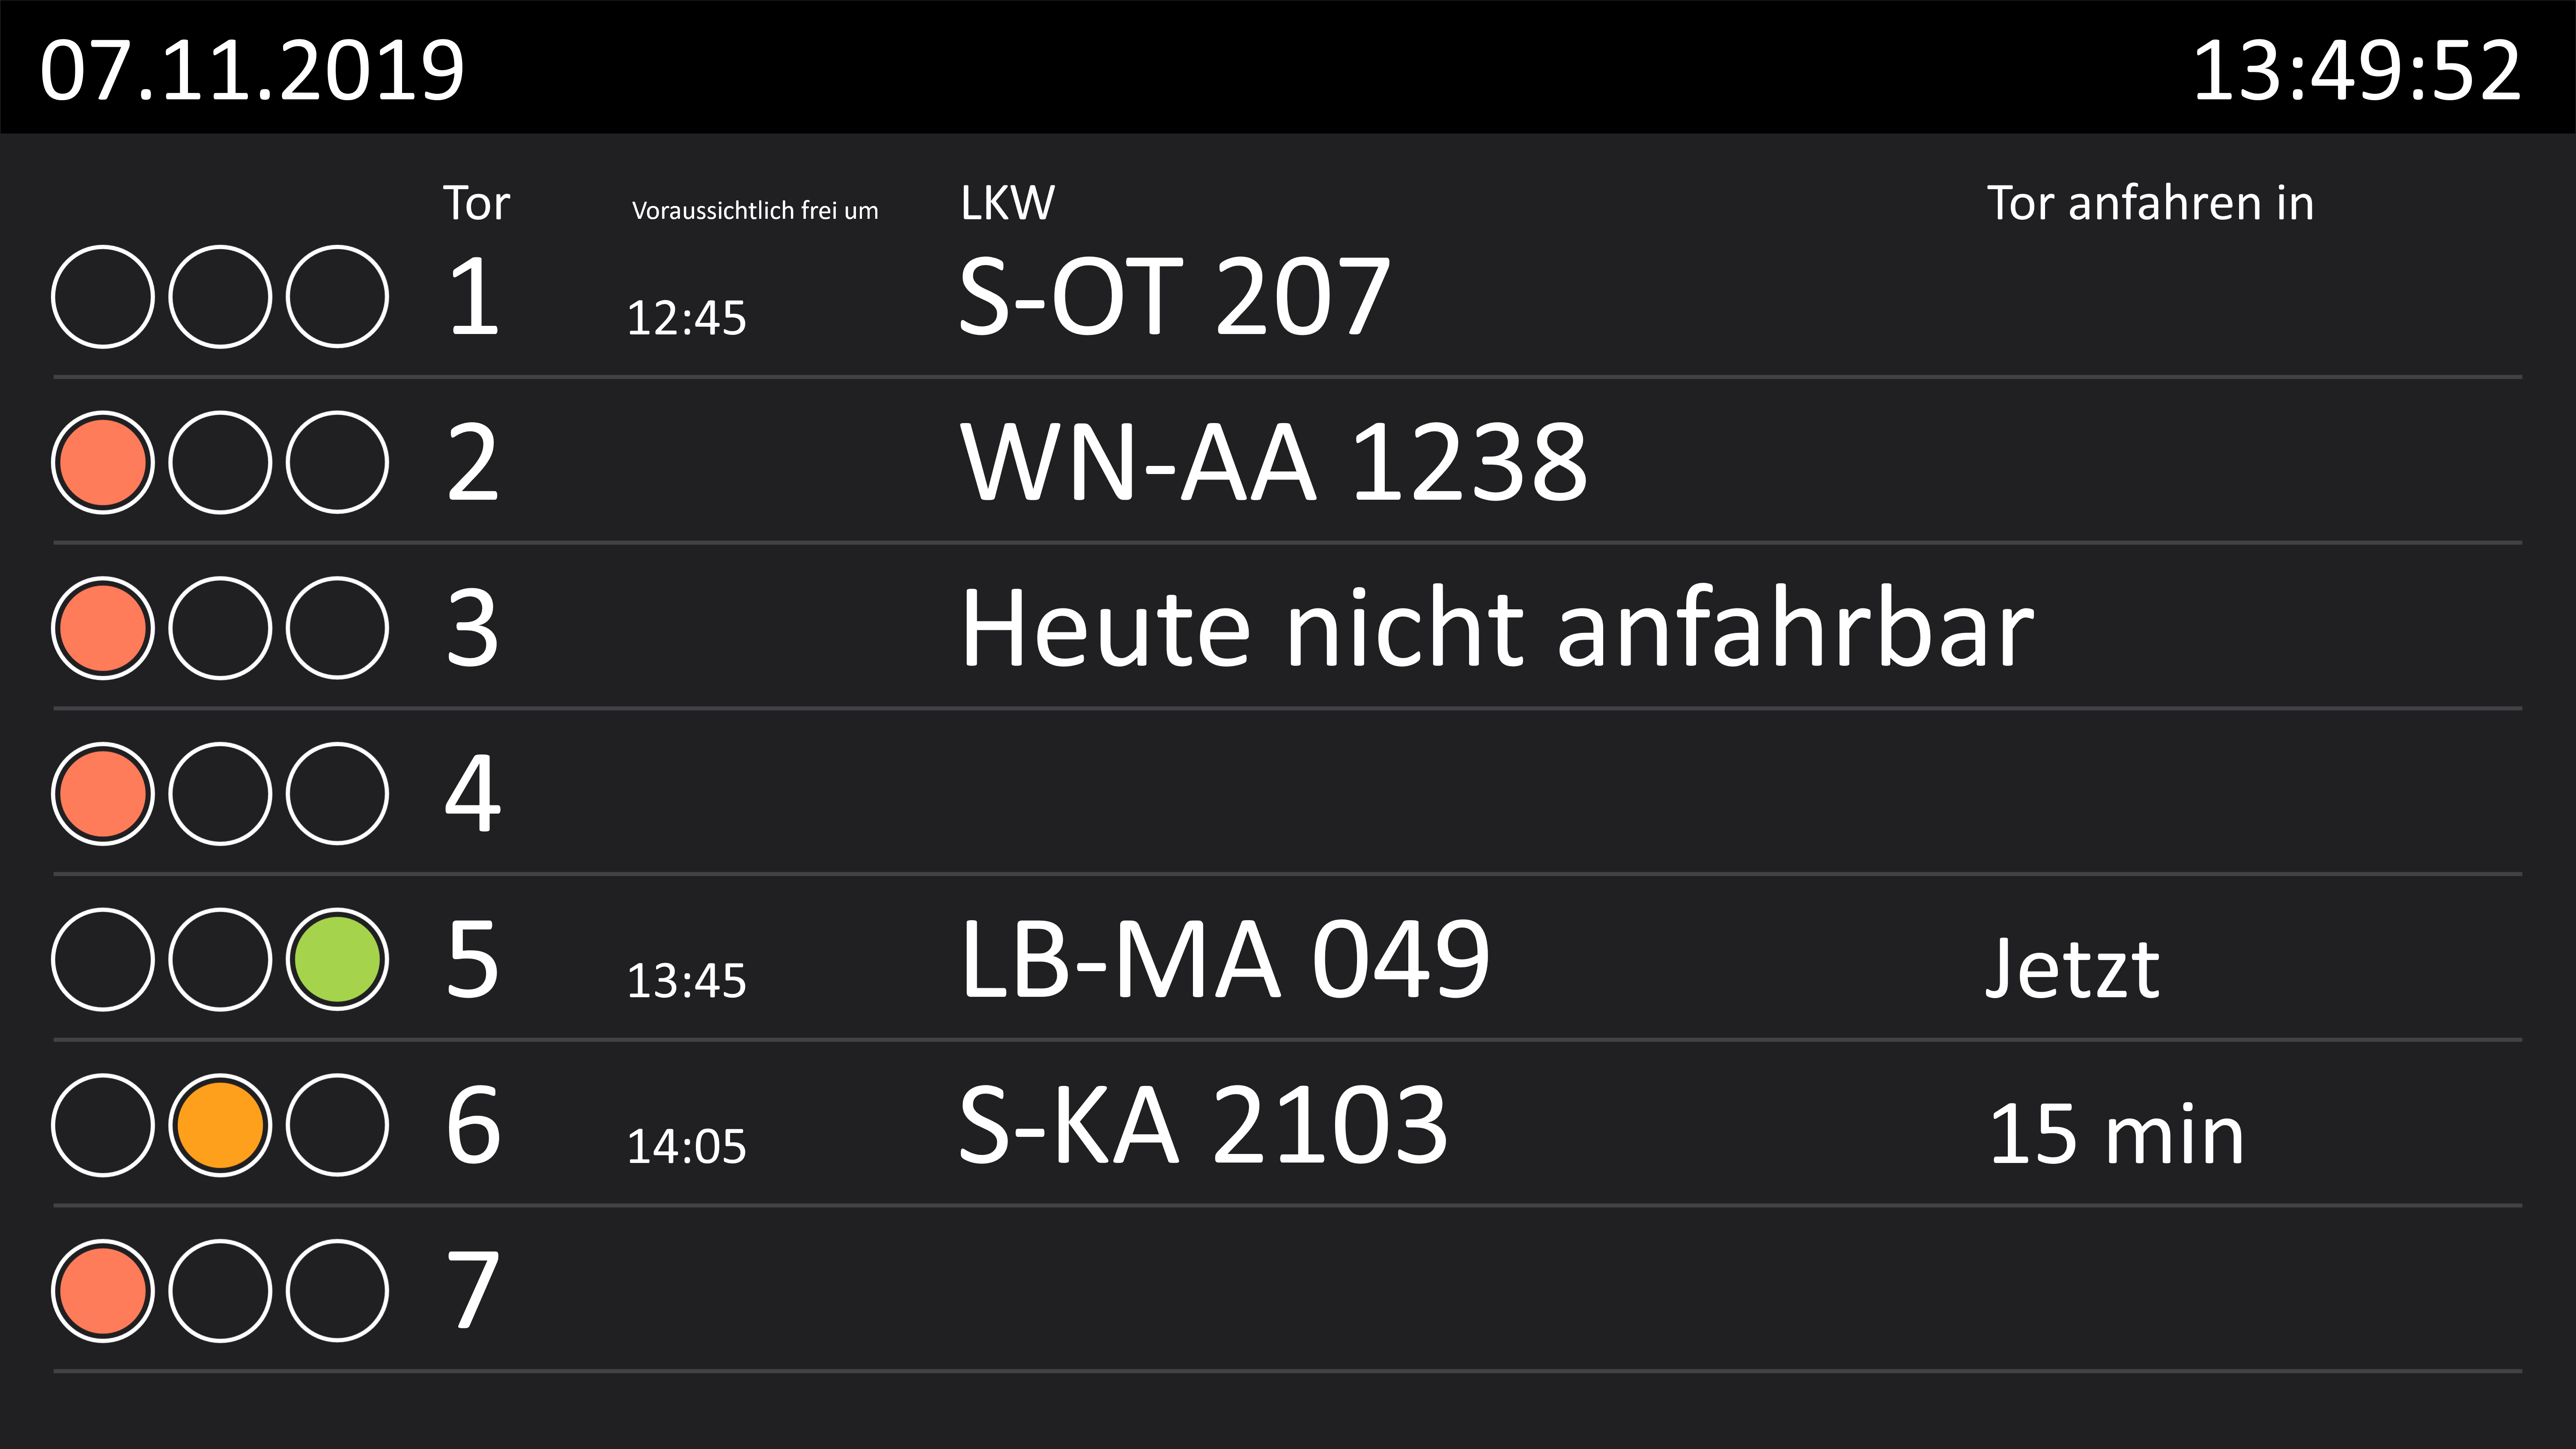 07.11.2019 13:49:52
Tor Voraussichtlich frei um LKW Tor anfahren in
1 12:45 S-OT 207
2 WN-AA 1238
3 Heute nicht anfahrbar
4
5 13:45 LB-MA 049 Jetzt
6 14:05 S-KA 2103 15 min
7